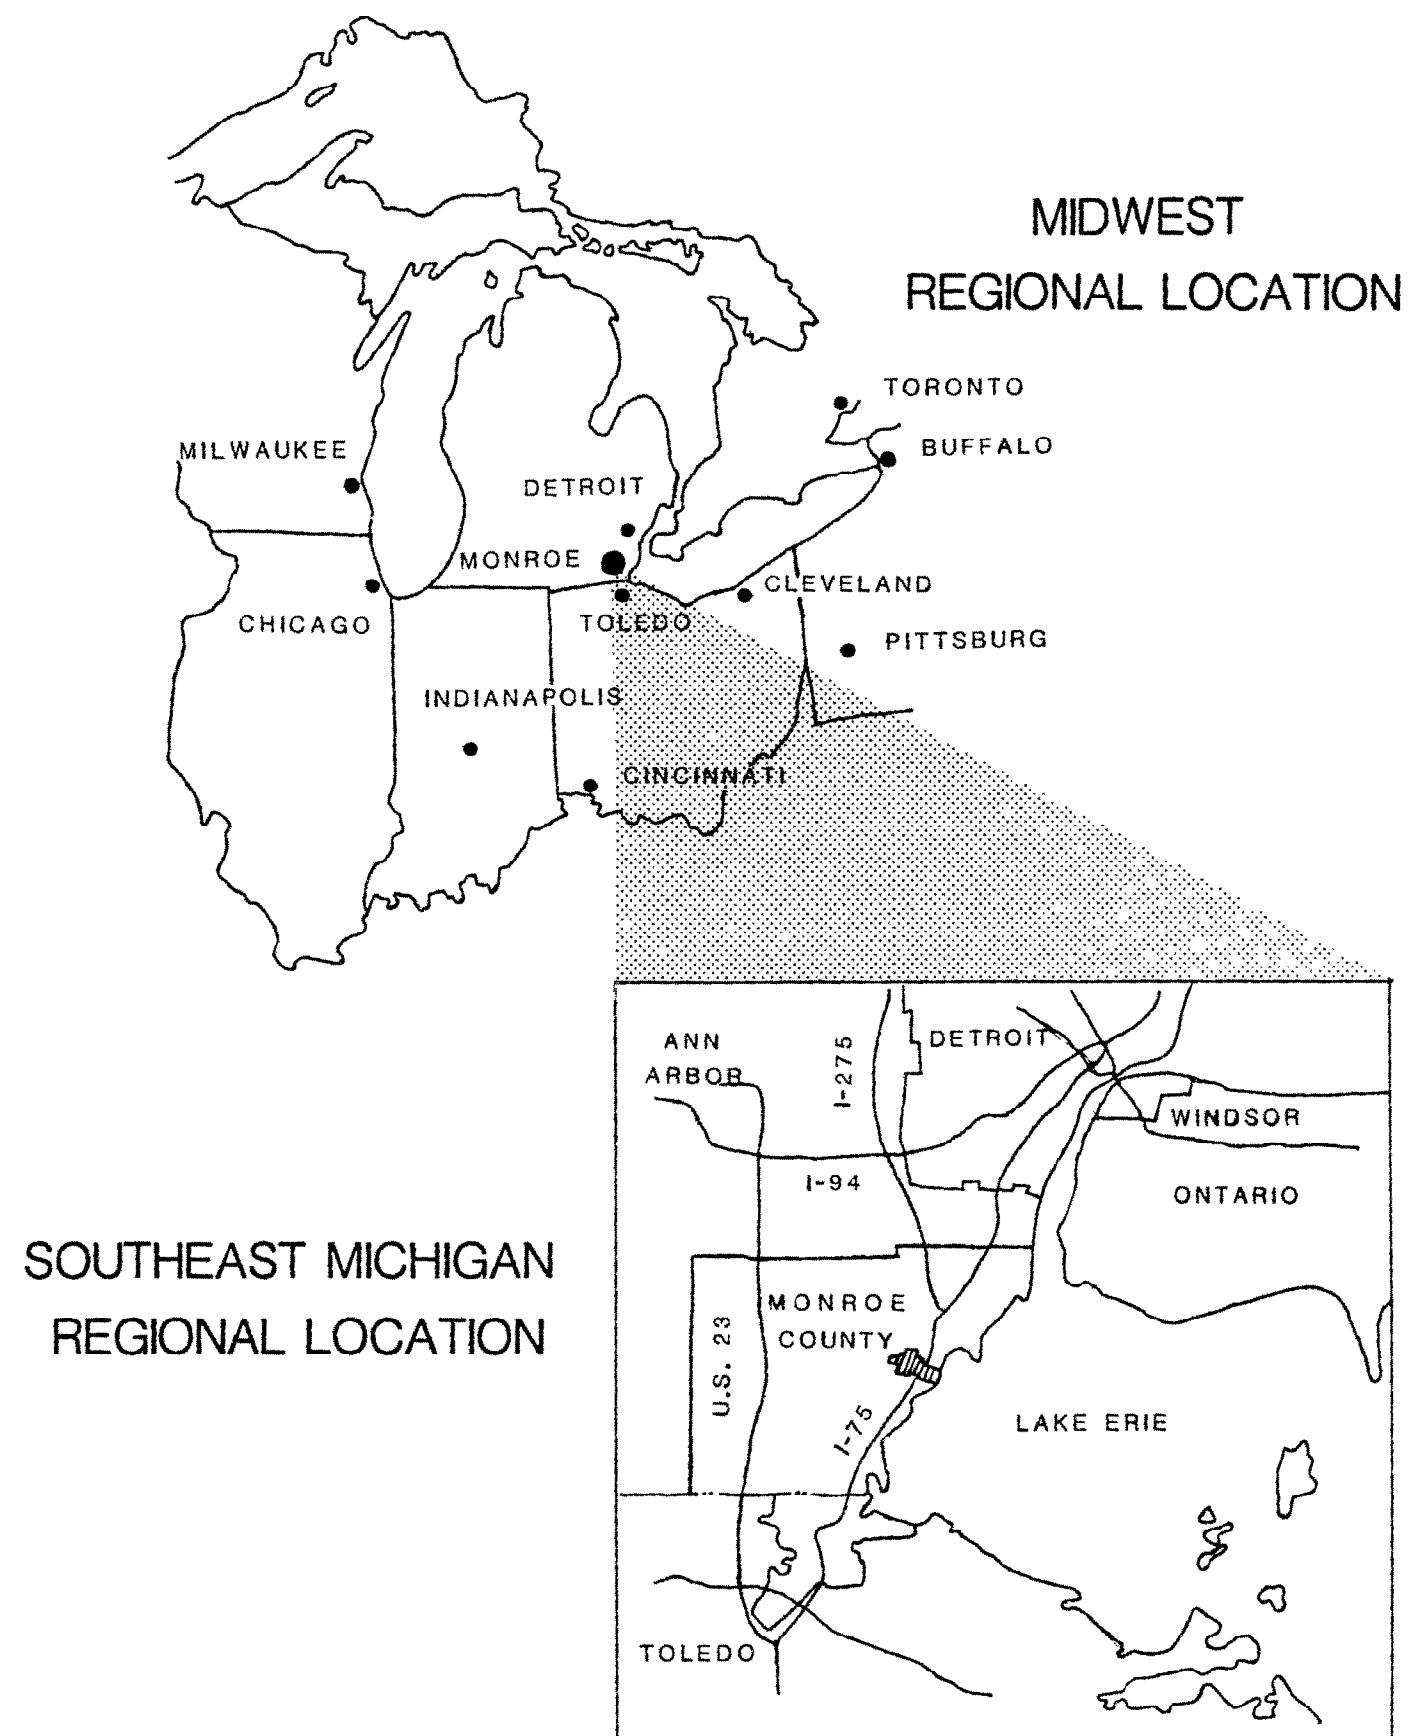 MIDWEST
REGIONAL LOCATION
TORONTO
BUFFALO
MILWAUKEE
DETROIT
MONROE
CLEVELAND
CHICAGO
TOLEDO
PITTSBURG
INDIANAPOLIS
CINCINNATI
ANN
ARBOR
I-275
DETROIT
WINDSOR
I-94
ONTARIO
SOUTHEAST MICHIGAN
REGIONAL LOCATION
MONROE
COUNTY
U.S. 23
I-75
LAKE ERIE
TOLEDO